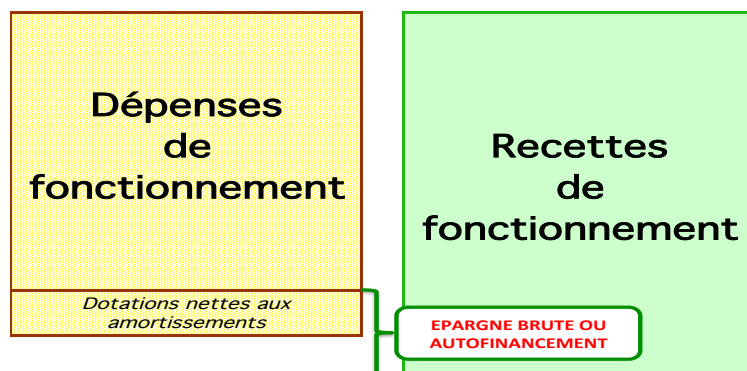 Dépenses
de
fonctionnement
Dotations nettes aux
amortissements
Recettes
de
fonctionnement
EPARGNE BRUTE OU
AUTOFINANCEMENT